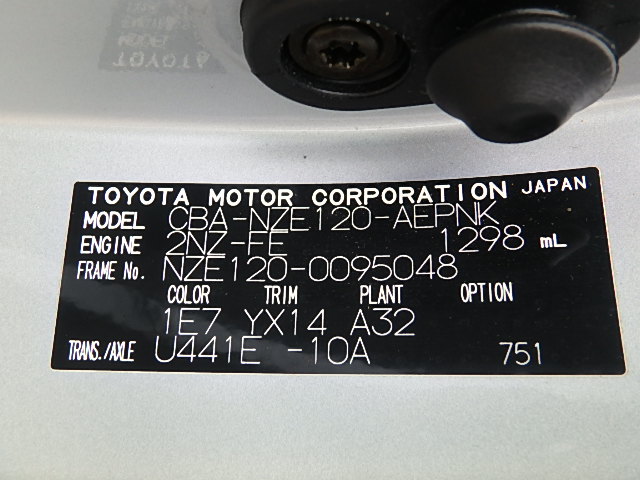 TOYOTA MOTOR CORPORATION JAPAN
MODEL CBA-NZE120-AEPNK
ENGINE 2NZ-FE 1298 mL
FRAME No. NZE120-0095048
COLOR TRIM PLANT OPTION
1E7 YX14 A32
TRANS./AXLE U441E -10A 751